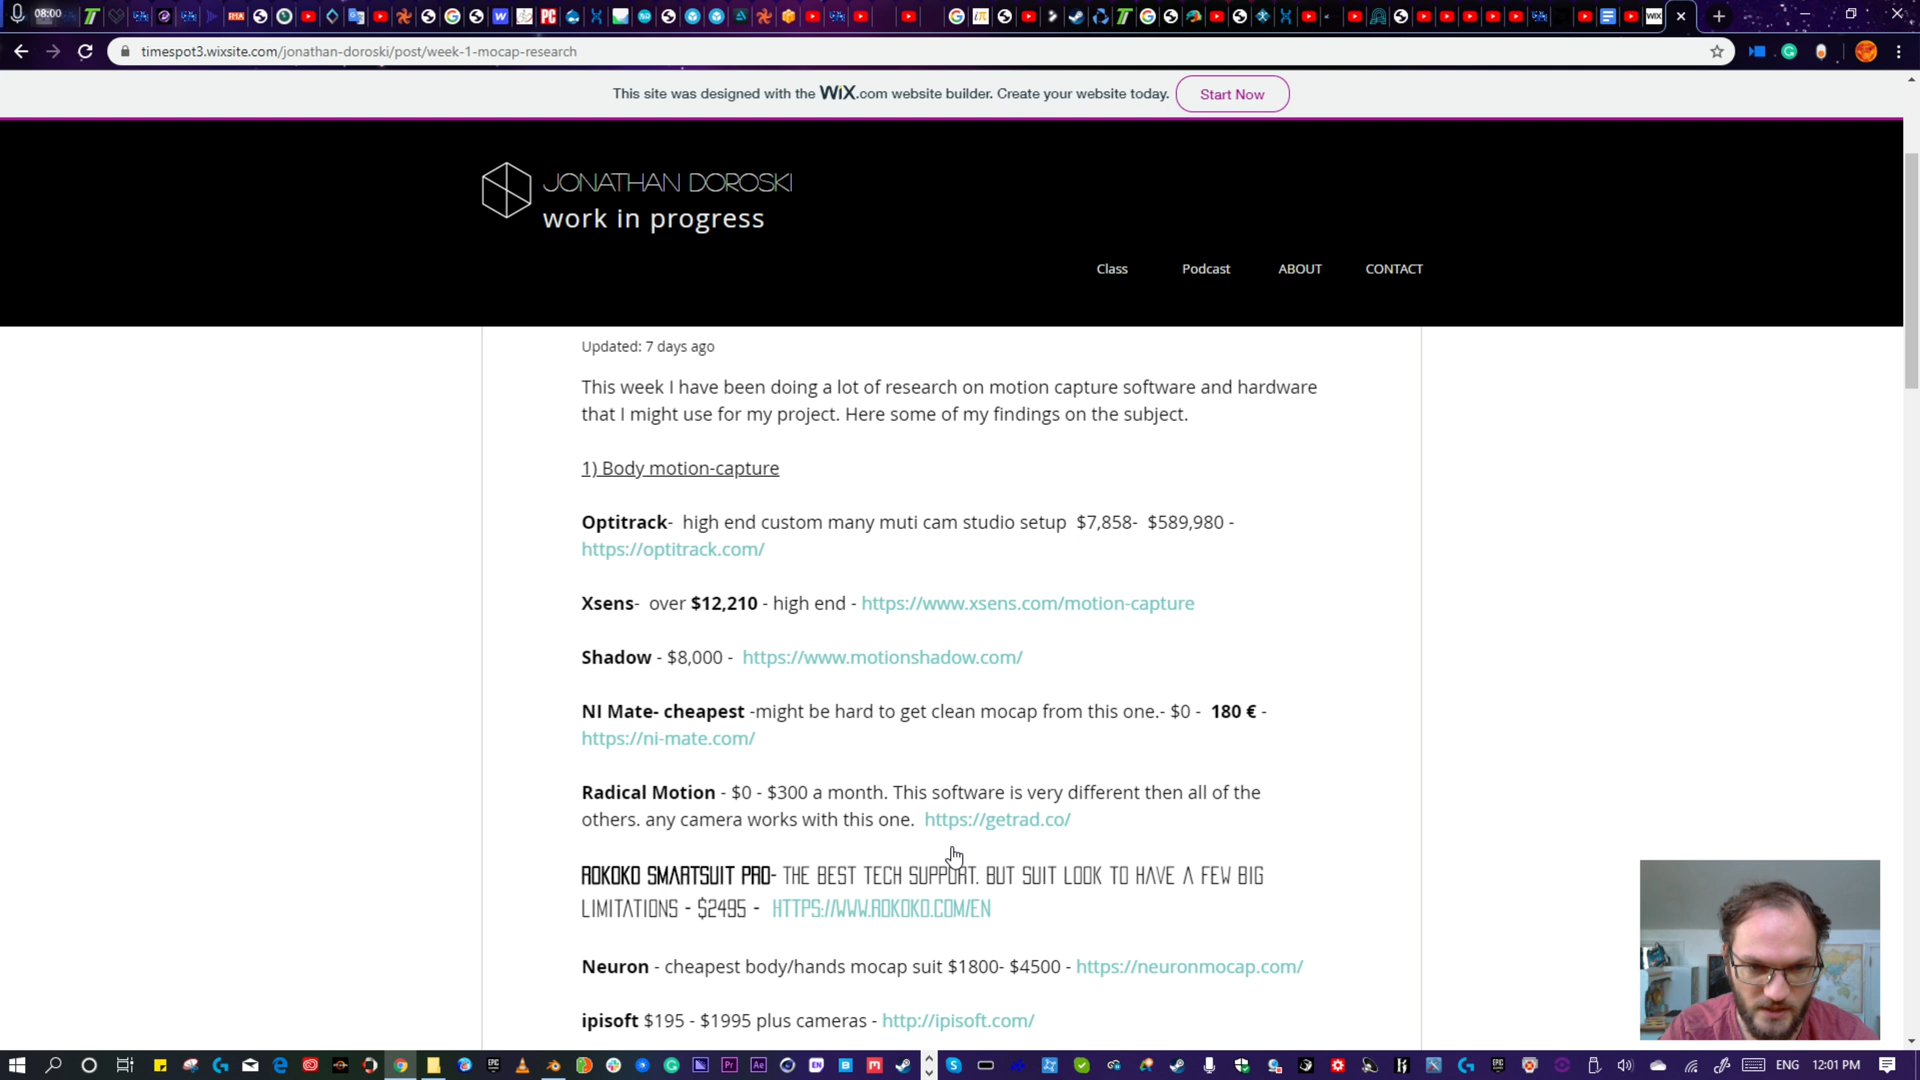 08:00
timespot3.wixsite.com/jonathan-doroski/post/week-1-mocap-research
This site was designed with the WiX.com website builder. Create your website today. Start Now
JONATHAN DOROSKI
work in progress
Class Podcast ABOUT CONTACT
Updated: 7 days ago
This week I have been doing a lot of research on motion capture software and hardware
that I might use for my project. Here some of my findings on the subject.
1) Body motion-capture
Optitrack- high end custom many muti cam studio setup $7,858- $589,980 -
https://optitrack.com/
Xsens- over $12,210 - high end - https://www.xsens.com/motion-capture
Shadow - $8,000 - https://www.motionshadow.com/
NI Mate- cheapest -might be hard to get clean mocap from this one.- $0 - 180 € -
https://ni-mate.com/
Radical Motion - $0 - $300 a month. This software is very different then all of the
others. any camera works with this one. https://getrad.co/
ROKOKO SMARTSUIT PRO- THE BEST TECH SUPPORT. BUT SUIT LOOK TO HAVE A FEW BIG
LIMITATIONS - $2495 - HTTPS://WWW.ROKOKO.COM/EN
Neuron - cheapest body/hands mocap suit $1800- $4500 - https://neuronmocap.com/
ipisoft $195 - $1995 plus cameras - http://ipisoft.com/
ENG 12:01 PM